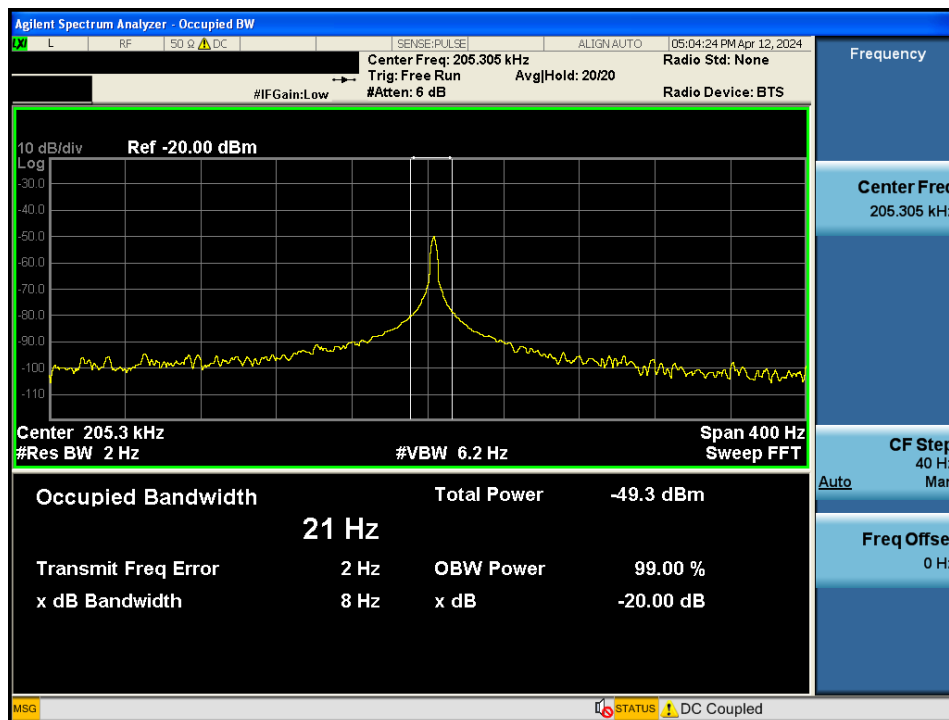 Agilent Spectrum Analyzer - Occupied BW
LXI L RF 50 Ω DC SENSE:PULSE ALIGN AUTO 05:04:24 PM Apr 12, 2024
Center Freq: 205.305 kHz Radio Std: None
Trig: Free Run Avg|Hold: 20/20
#IFGain:Low #Atten: 6 dB Radio Device: BTS
10 dB/div Ref -20.00 dBm
Log
-30.0
-40.0
-50.0
-60.0
-70.0
-80.0
-90.0
-100
-110
Center 205.3 kHz Span 400 Hz
#Res BW 2 Hz #VBW 6.2 Hz Sweep FFT
Occupied Bandwidth Total Power -49.3 dBm
21 Hz
Transmit Freq Error 2 Hz OBW Power 99.00 %
x dB Bandwidth 8 Hz x dB -20.00 dB
Frequency
Center Freq
205.305 kHz
CF Step
40 Hz
Auto Man
Freq Offse
0 Hz
MSG STATUS DC Coupled